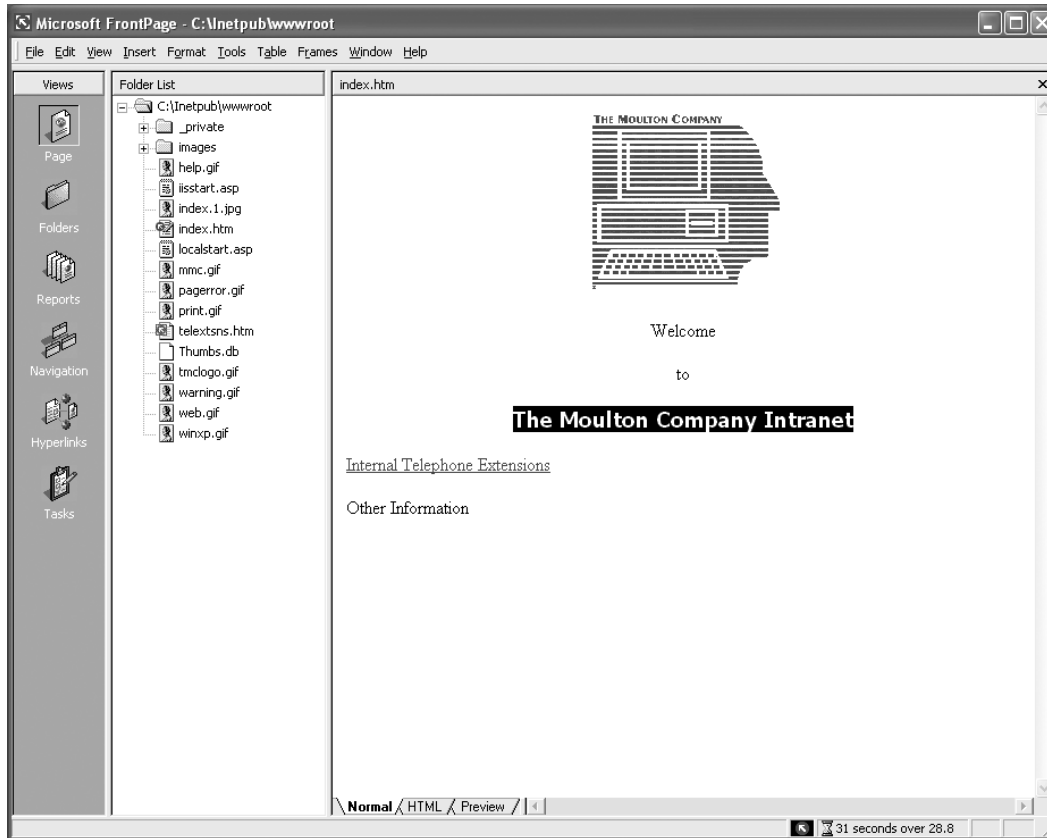 Microsoft FrontPage - C:\Inetpub\wwwroot
File Edit View Insert Format Tools Table Frames Window Help
Views
Page
Folders
Reports
Navigation
Hyperlinks
Tasks
Folder List
C:\Inetpub\wwwroot
_private
images
help.gif
iisstart.asp
index.1.jpg
index.htm
localstart.asp
mmc.gif
pagerror.gif
print.gif
telextsns.htm
Thumbs.db
tmclogo.gif
warning.gif
web.gif
winxp.gif
index.htm
THE MOULTON COMPANY
Welcome
to
The Moulton Company Intranet
Internal Telephone Extensions
Other Information
Normal HTML Preview
31 seconds over 28.8